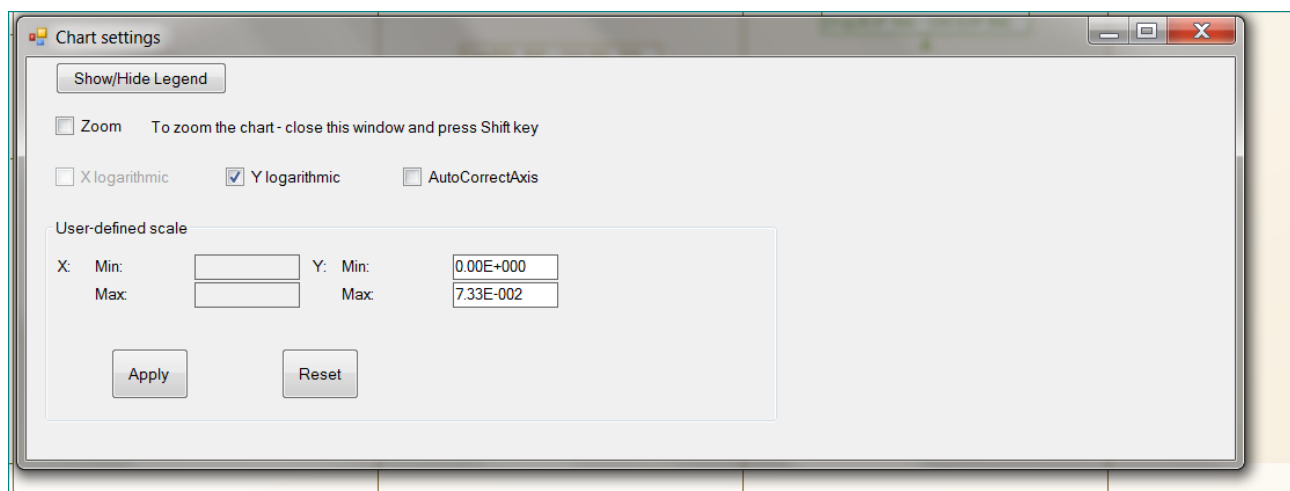 Chart settings
Show/Hide Legend
Zoom To zoom the chart - close this window and press Shift key
X logarithmic Y logarithmic AutoCorrectAxis
User-defined scale
X: Min: Y: Min: 0.00E+000
Max: Max: 7.33E-002
Apply Reset